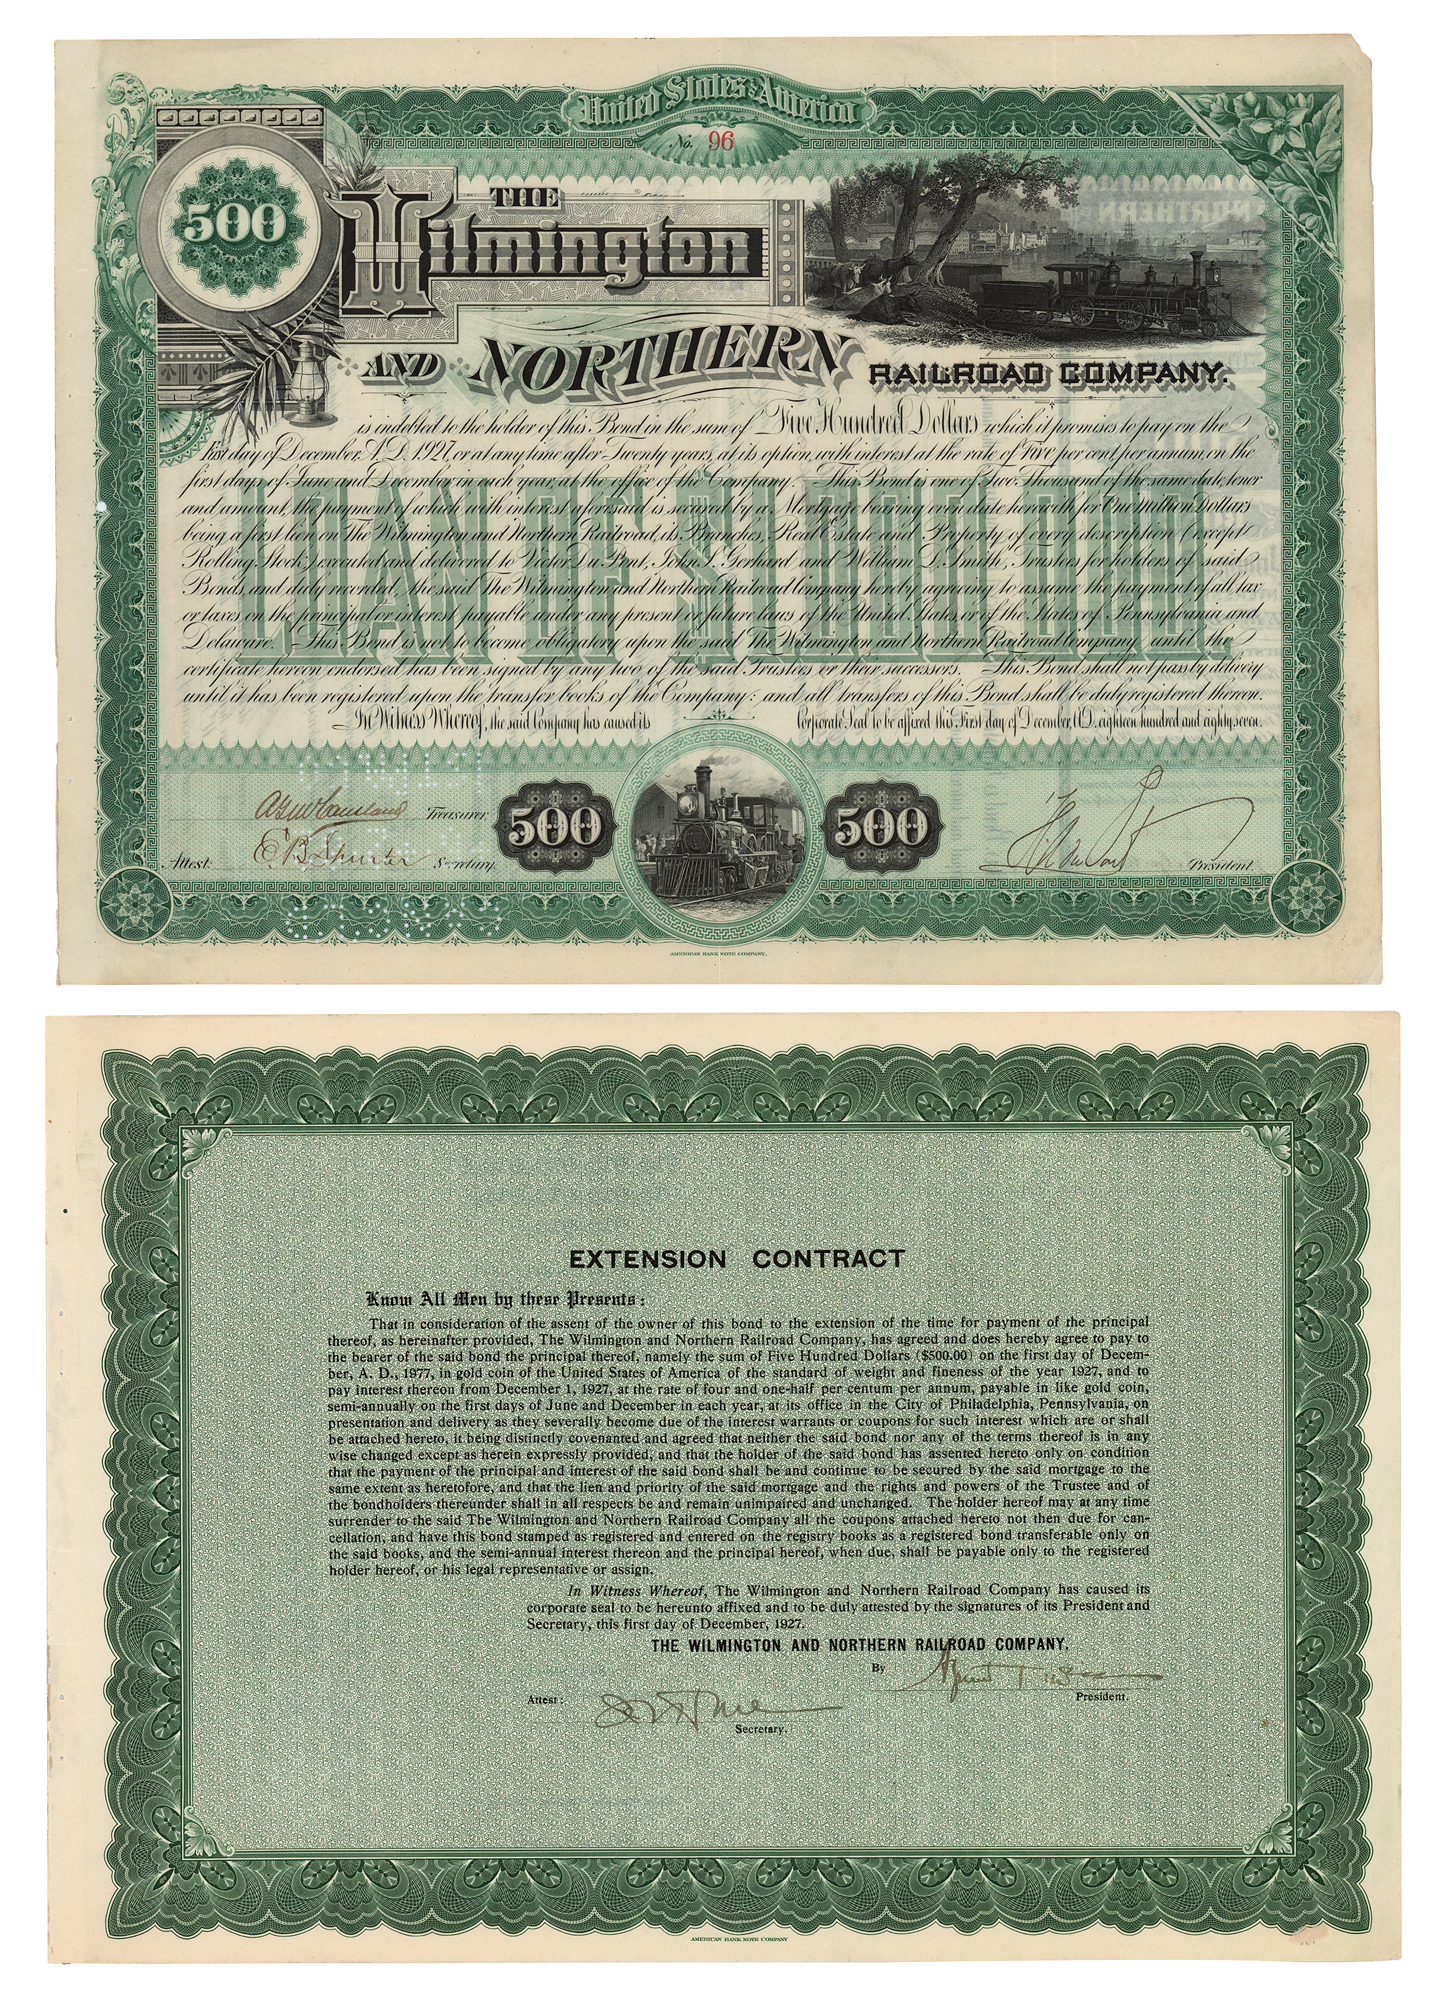 United States of America
No. 96
500
THE
Wilmington
AND NORTHERN RAILROAD COMPANY.
is indebted to the holder of this Bond in the sum of Five Hundred Dollars which it promises to pay on the
First day of December A.D. 1927, or at any time after Twenty years, at its option, with interest at the rate of Five per cent. per annum, on the
first days of June and December in each year, at the office of the Company. This Bond is one of Two Thousand of the same date, tenor
and amount, the payment of which with interest aforesaid is secured by a Mortgage bearing even date herewith for One Million Dollars
being a first lien on The Wilmington and Northern Railroad, its Branches, Real Estate and Property of every description (except
Rolling Stock) executed and delivered to Victor Du Pont, John S. Gerhard and William D. Smith, Trustees for holders of said
Bonds, and duly recorded, the said The Wilmington and Northern Railroad Company hereby agreeing to assume the payment of all tax
or taxes on the principal or interest payable under any present or future laws of the United States, or of the States of Pennsylvania and
Delaware. This Bond is not to become obligatory upon the said The Wilmington and Northern Railroad Company until the
certificate hereon endorsed has been signed by any two of the said Trustees or their successors. This Bond shall not pass by delivery
until it has been registered upon the transfer books of the Company: and all transfers of this Bond shall be duly registered thereon.
LOAN OF $1,000,000.
In Witness Whereof, the said Company has caused its Corporate Seal to be affixed this First day of December A.D. eighteen hundred and eighty seven.
Treasurer.
500 500
Attest: Secretary. President.
AMERICAN BANK NOTE COMPANY.
EXTENSION CONTRACT
Know All Men by these Presents:
That in consideration of the assent of the owner of this bond to the extension of the time for payment of the principal
thereof, as hereinafter provided, The Wilmington and Northern Railroad Company, has agreed and does hereby agree to pay to
the bearer of the said bond the principal thereof, namely the sum of Five Hundred Dollars ($500.00) on the first day of Decem-
ber, A. D., 1977, in gold coin of the United States of America of the standard of weight and fineness of the year 1927, and to
pay interest thereon from December 1, 1927, at the rate of four and one-half per centum per annum, payable in like gold coin,
semi-annually on the first days of June and December in each year, at its office in the City of Philadelphia, Pennsylvania, on
presentation and delivery as they severally become due of the interest warrants or coupons for such interest which are or shall
be attached hereto, it being distinctly covenanted and agreed that neither the said bond nor any of the terms thereof is in any
wise changed except as herein expressly provided, and that the holder of the said bond has assented hereto only on condition
that the payment of the principal and interest of the said bond shall be and continue to be secured by the said mortgage to the
same extent as heretofore, and that the lien and priority of the said mortgage and the rights and powers of the Trustee and of
the bondholders thereunder shall in all respects be and remain unimpaired and unchanged. The holder hereof may at any time
surrender to the said The Wilmington and Northern Railroad Company all the coupons attached hereto not then due for can-
cellation, and have this bond stamped as registered and entered on the registry books as a registered bond transferable only on
the said books, and the semi-annual interest thereon and the principal hereof, when due, shall be payable only to the registered
holder hereof, or his legal representative or assign.
In Witness Whereof, The Wilmington and Northern Railroad Company has caused its
corporate seal to be hereunto affixed and to be duly attested by the signatures of its President and
Secretary, this first day of December, 1927.
THE WILMINGTON AND NORTHERN RAILROAD COMPANY,
By
President.
Attest:
Secretary.
AMERICAN BANK NOTE COMPANY